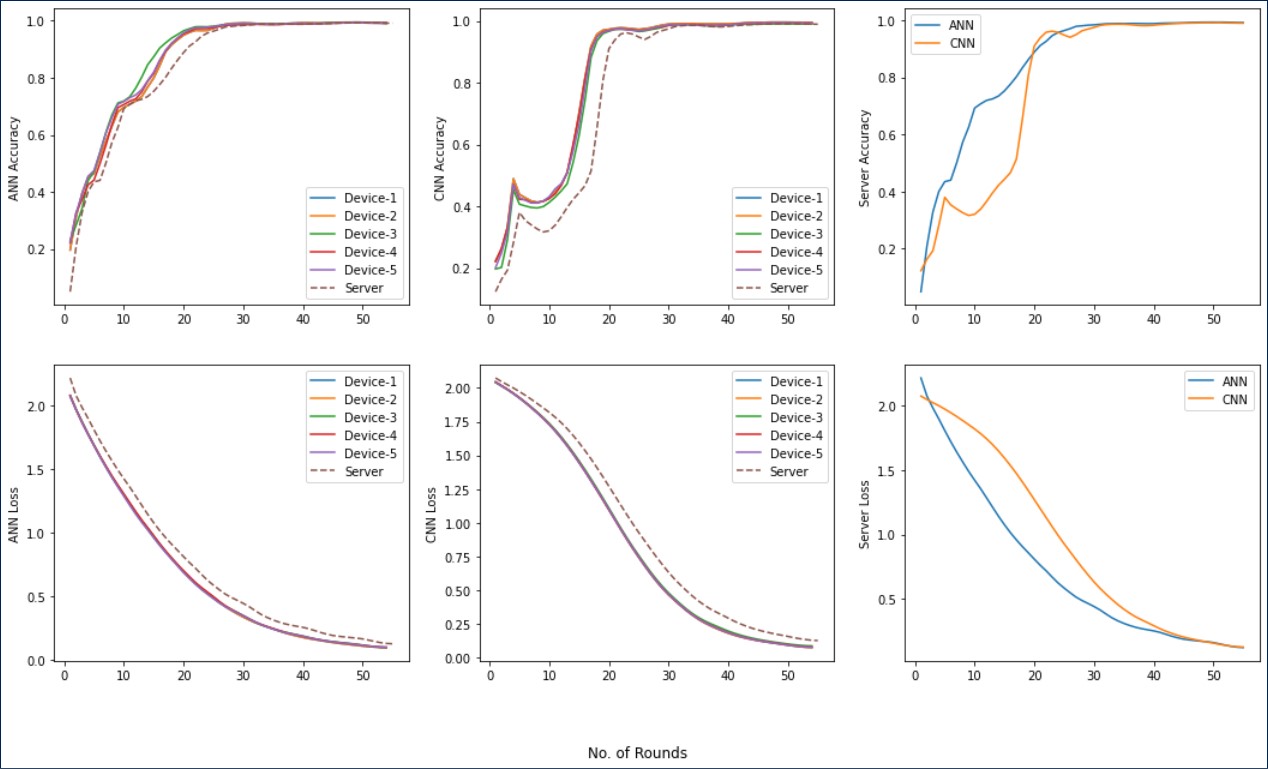 ANN Accuracy
1.0
0.8
0.6
0.4
0.2
0 10 20 30 40 50
Device-1
Device-2
Device-3
Device-4
Device-5
Server
CNN Accuracy
1.0
0.8
0.6
0.4
0.2
0 10 20 30 40 50
Device-1
Device-2
Device-3
Device-4
Device-5
Server
Server Accuracy
1.0
0.8
0.6
0.4
0.2
0 10 20 30 40 50
ANN
CNN
ANN Loss
2.0
1.5
1.0
0.5
0.0
0 10 20 30 40 50
Device-1
Device-2
Device-3
Device-4
Device-5
Server
CNN Loss
2.00
1.75
1.50
1.25
1.00
0.75
0.50
0.25
0.00
0 10 20 30 40 50
Device-1
Device-2
Device-3
Device-4
Device-5
Server
Server Loss
2.0
1.5
1.0
0.5
0 10 20 30 40 50
ANN
CNN
No. of Rounds